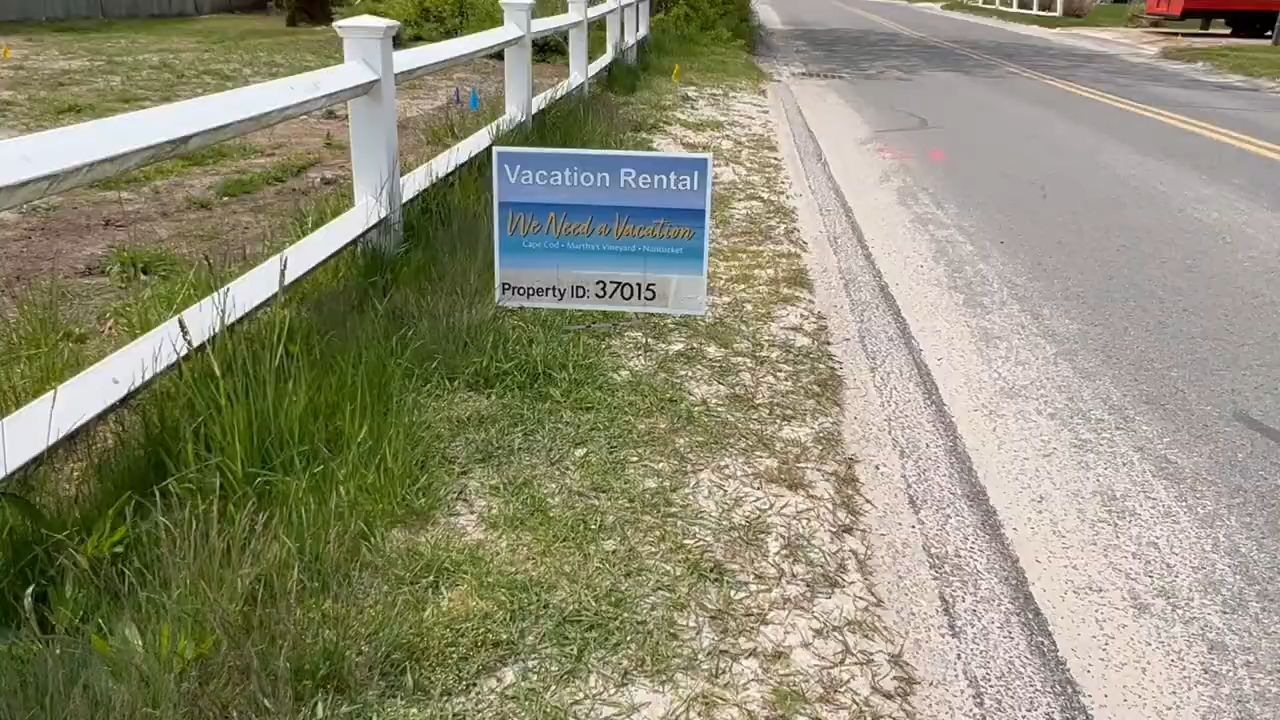 Vacation Rental
We Need a Vacation
Cape Cod • Martha's Vineyard • Nantucket
Property ID: 37015